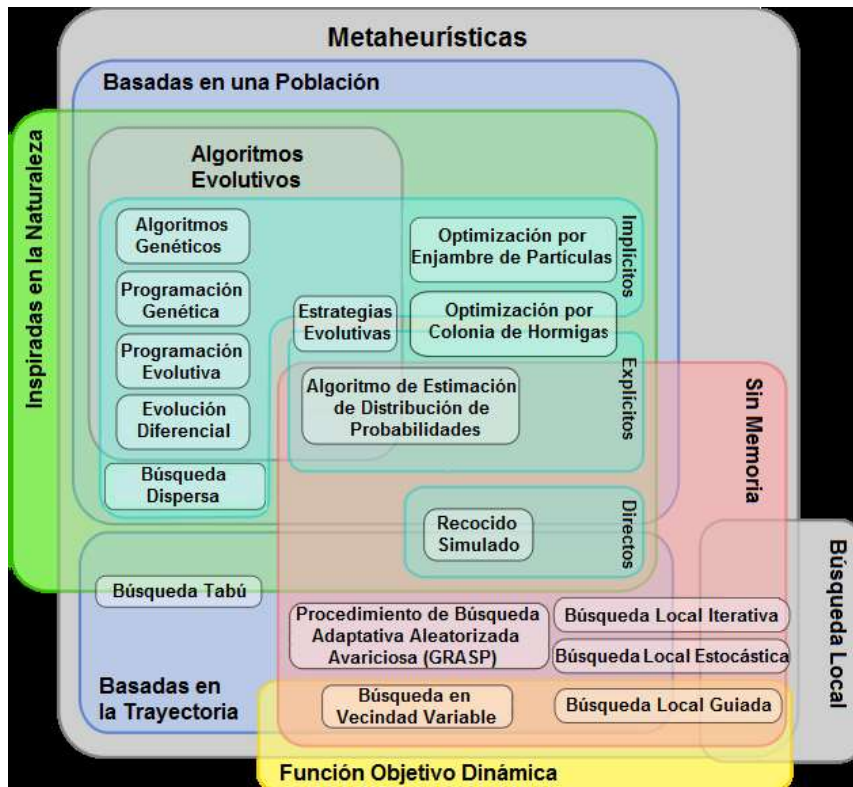 Metaheurísticas
Basadas en una Población
Inspiradas en la Naturaleza
Algoritmos
Evolutivos
Algoritmos
Genéticos
Programación
Genética
Programación
Evolutiva
Evolución
Diferencial
Búsqueda
Dispersa
Estrategias
Evolutivas
Optimización por
Enjambre de Partículas
Optimización por
Colonia de Hormigas
Implícitos
Algoritmo de Estimación
de Distribución de
Probabilidades
Explícitos
Sin Memoria
Recocido
Simulado
Directos
Búsqueda Tabú
Procedimiento de Búsqueda
Adaptativa Aleatorizada
Avariciosa (GRASP)
Búsqueda Local Iterativa
Búsqueda Local Estocástica
Búsqueda Local
Basadas en
la Trayectoria
Búsqueda en
Vecindad Variable
Búsqueda Local Guiada
Función Objetivo Dinámica